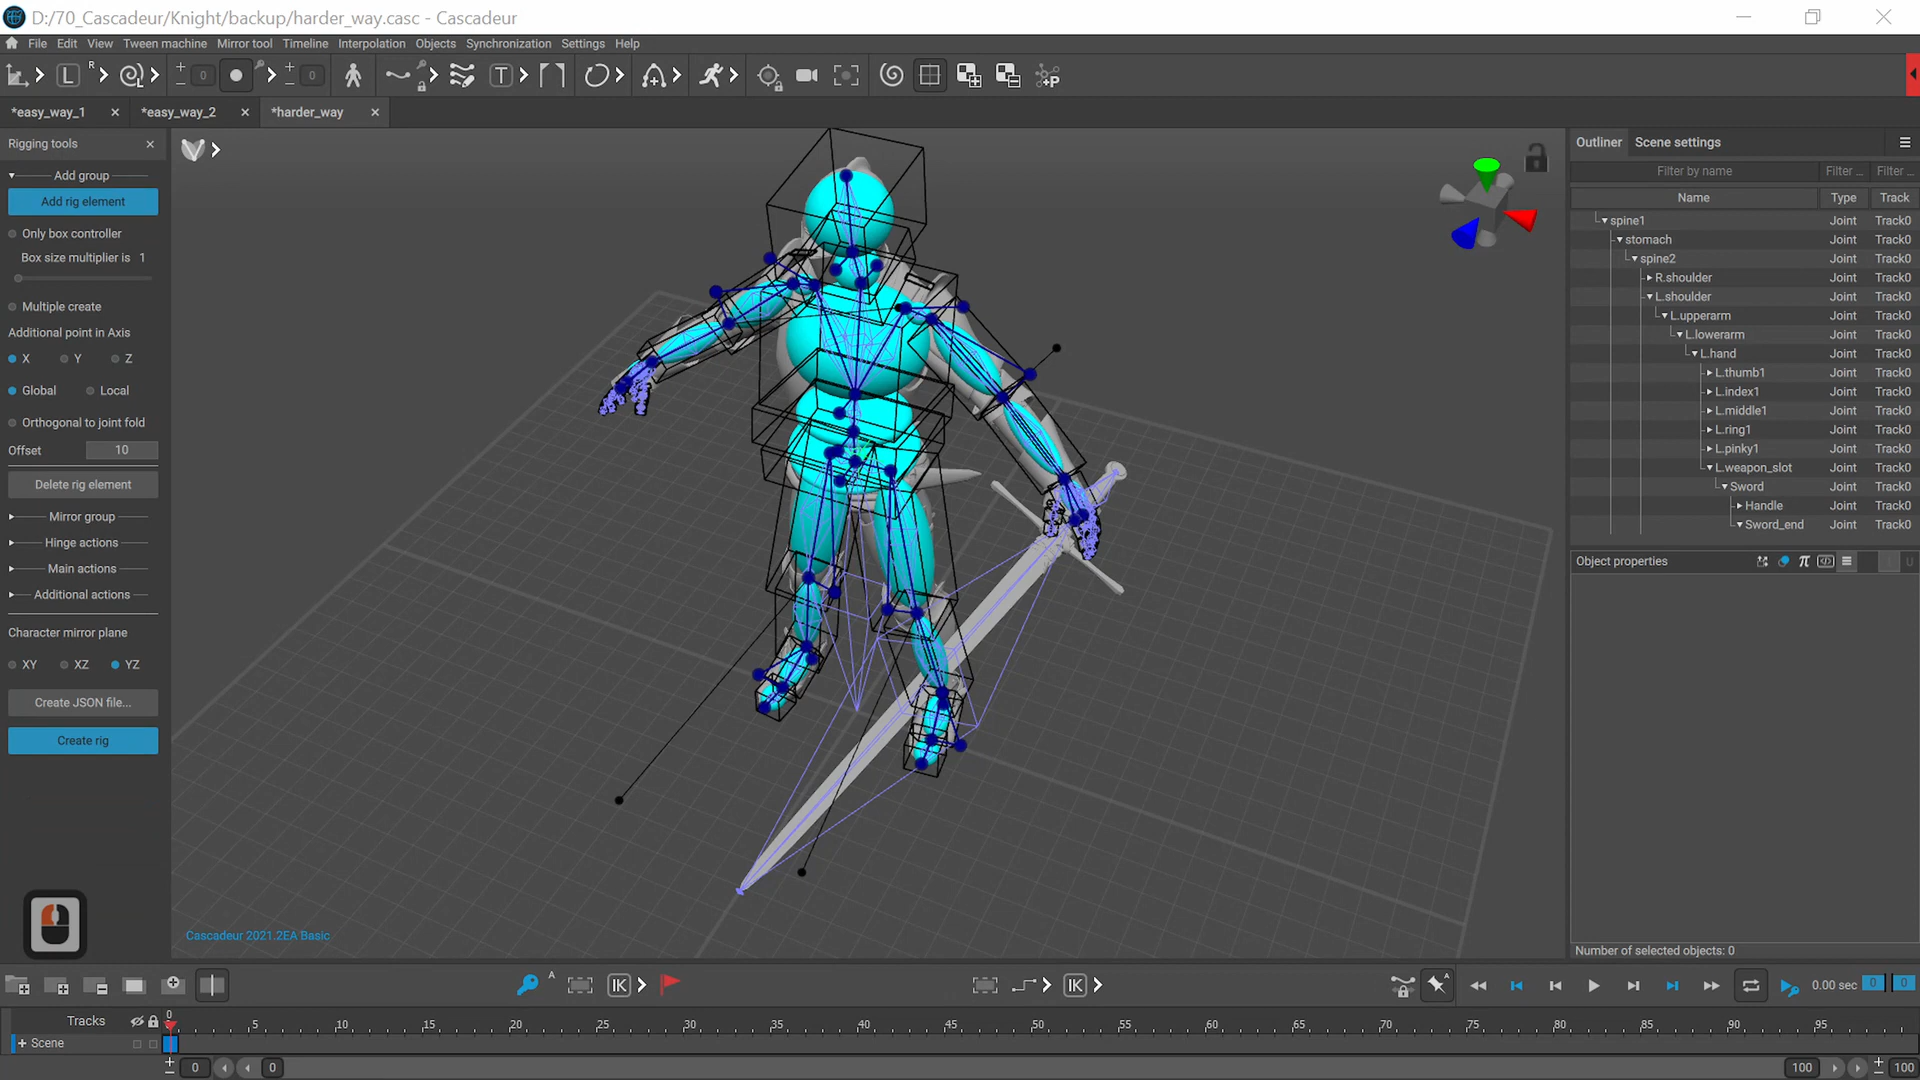 D:/70_Cascadeur/Knight/backup/harder_way.casc - Cascadeur
File Edit View Tween machine Mirror tool Timeline Interpolation Objects Synchronization Settings Help
L R 0 0 T P
*easy_way_1 *easy_way_2 *harder_way
Rigging tools
Add group
Add rig element
Only box controller
Box size multiplier is 1
Multiple create
Additional point in Axis
X Y Z
Global Local
Orthogonal to joint fold
Offset 10
Delete rig element
Mirror group
Hinge actions
Main actions
Additional actions
Character mirror plane
XY XZ YZ
Create JSON file...
Create rig
Cascadeur 2021.2EA Basic
Outliner Scene settings
Filter by name Filter ... Filter ...
Name Type Track
spine1 Joint Track0
stomach Joint Track0
spine2 Joint Track0
R.shoulder Joint Track0
L.shoulder Joint Track0
L.upperarm Joint Track0
L.lowerarm Joint Track0
L.hand Joint Track0
L.thumb1 Joint Track0
L.index1 Joint Track0
L.middle1 Joint Track0
L.ring1 Joint Track0
L.pinky1 Joint Track0
L.weapon_slot Joint Track0
Sword Joint Track0
Handle Joint Track0
Sword_end Joint Track0
Object properties
Number of selected objects: 0
A IK IK A 0.00 sec 0 0
Tracks 0 5 10 15 20 25 30 35 40 45 50 55 60 65 70 75 80 85 90 95
+ Scene
0 0 100 100